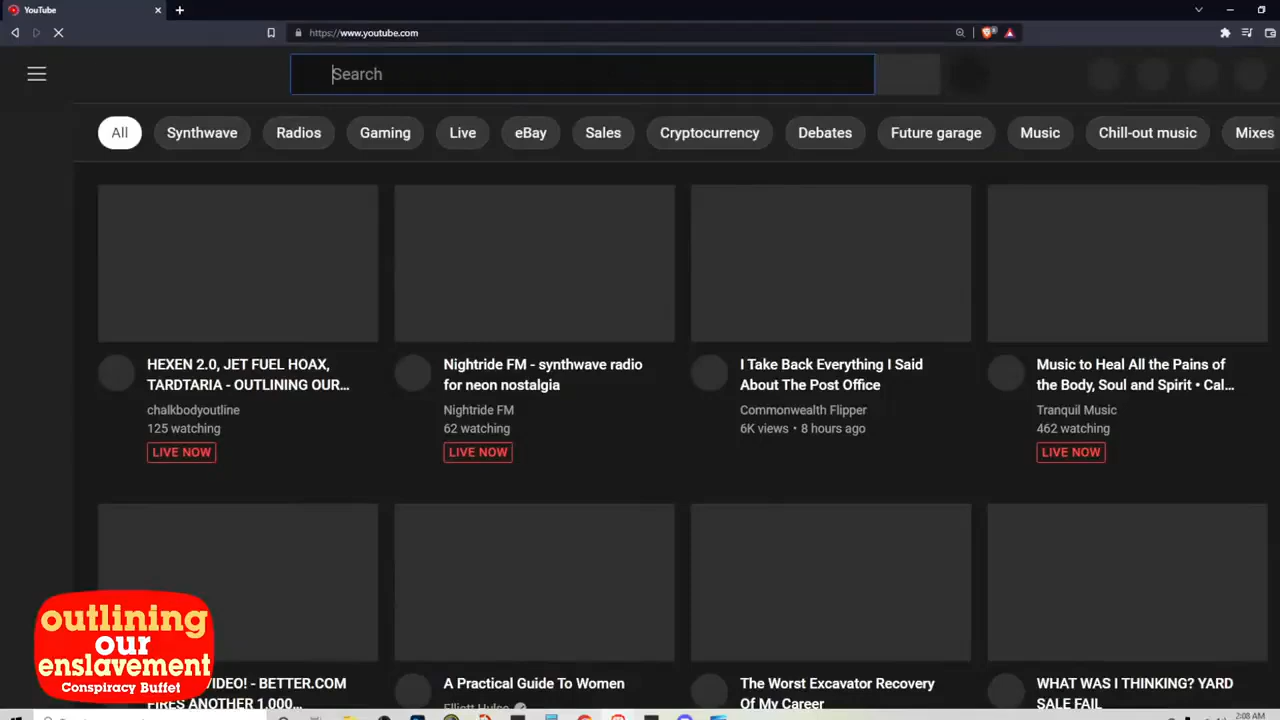 YouTube
https://www.youtube.com
Search
All
Synthwave
Radios
Gaming
Live
eBay
Sales
Cryptocurrency
Debates
Future garage
Music
Chill-out music
Mixes
HEXEN 2.0, JET FUEL HOAX,
TARDTARIA - OUTLINING OUR...
chalkbodyoutline
125 watching
LIVE NOW
Nightride FM - synthwave radio
for neon nostalgia
Nightride FM
62 watching
LIVE NOW
I Take Back Everything I Said
About The Post Office
Commonwealth Flipper
6K views • 8 hours ago
Music to Heal All the Pains of
the Body, Soul and Spirit • Cal...
Tranquil Music
462 watching
LIVE NOW
VIDEO! - BETTER.COM
FIRES ANOTHER 1,000...
A Practical Guide To Women
Elliott Hulse
The Worst Excavator Recovery
Of My Career
WHAT WAS I THINKING? YARD
SALE FAIL
outlining
our
enslavement
Conspiracy Buffet
2:08 AM